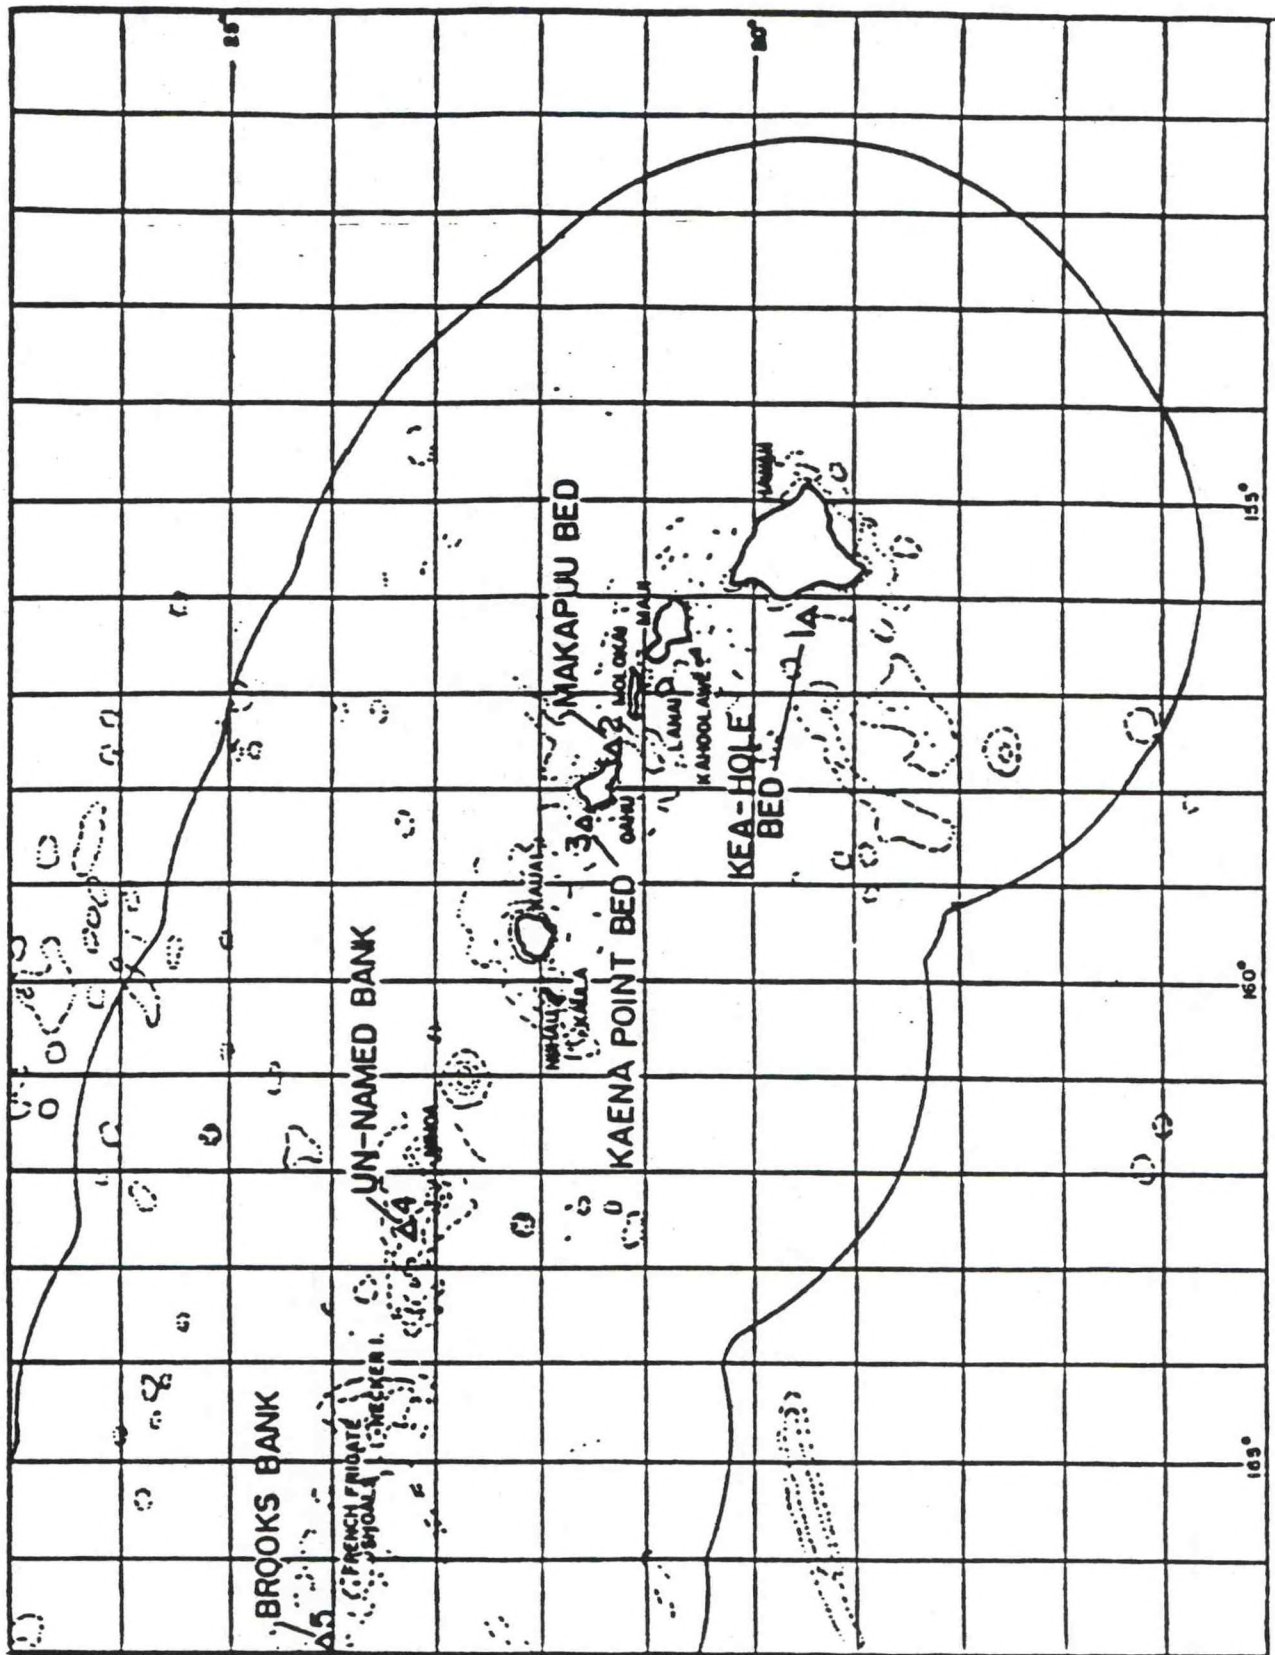 25°
20°
155°
160°
165°
BROOKS BANK
5
FRENCH FRIGATE
SHOALS
NECKER I.
UN-NAMED BANK
4
NIHOA
NIIHAU
KAULA
KAUAI
KAENA POINT BED
3
OAHU
MAKAPUU BED
2
MOLOKAI
MAUI
LANAI
KAHOOLAWE
KEA-HOLE
BED
1
HAWAII